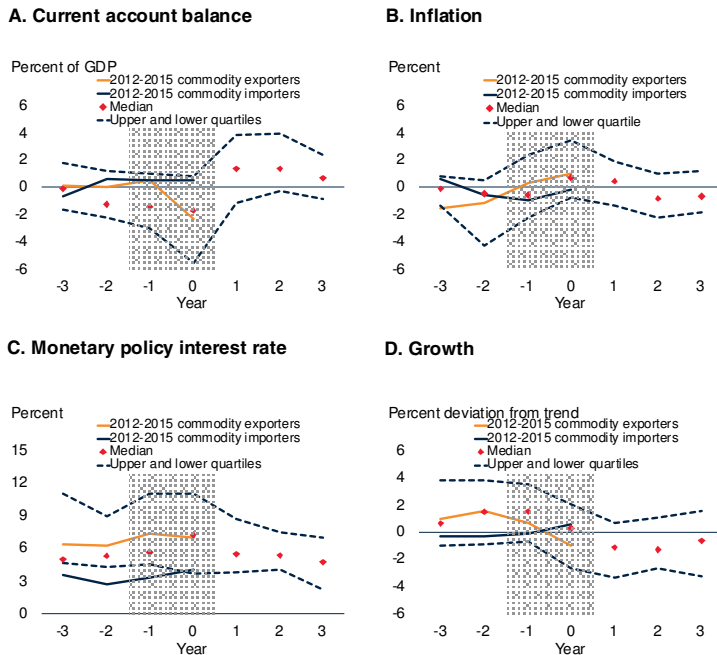 A. Current account balance
Percent of GDP
2012-2015 commodity exporters
2012-2015 commodity importers
Median
Upper and lower quartiles
6
4
2
0
-2
-4
-6
-3 -2 -1 0 1 2 3
Year
B. Inflation
Percent
2012-2015 commodity exporters
2012-2015 commodity importers
Median
Upper and lower quartile
6
4
2
0
-2
-4
-6
-3 -2 -1 0 1 2 3
Year
C. Monetary policy interest rate
Percent
2012-2015 commodity exporters
2012-2015 commodity importers
Median
Upper and lower quartiles
15
12
9
6
3
0
-3 -2 -1 0 1 2 3
Year
D. Growth
Percent deviation from trend
2012-2015 commodity exporters
2012-2015 commodity importers
Median
Upper and lower quartiles
6
4
2
0
-2
-4
-6
-3 -2 -1 0 1 2 3
Year